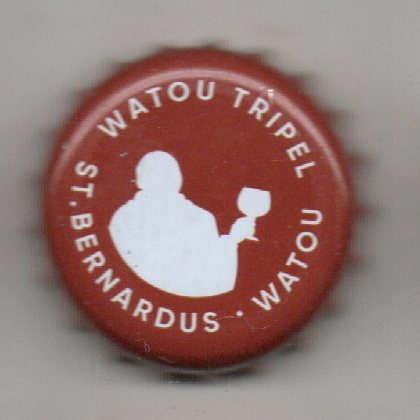 WATOU TRIPEL
ST. BERNARDUS · WATOU